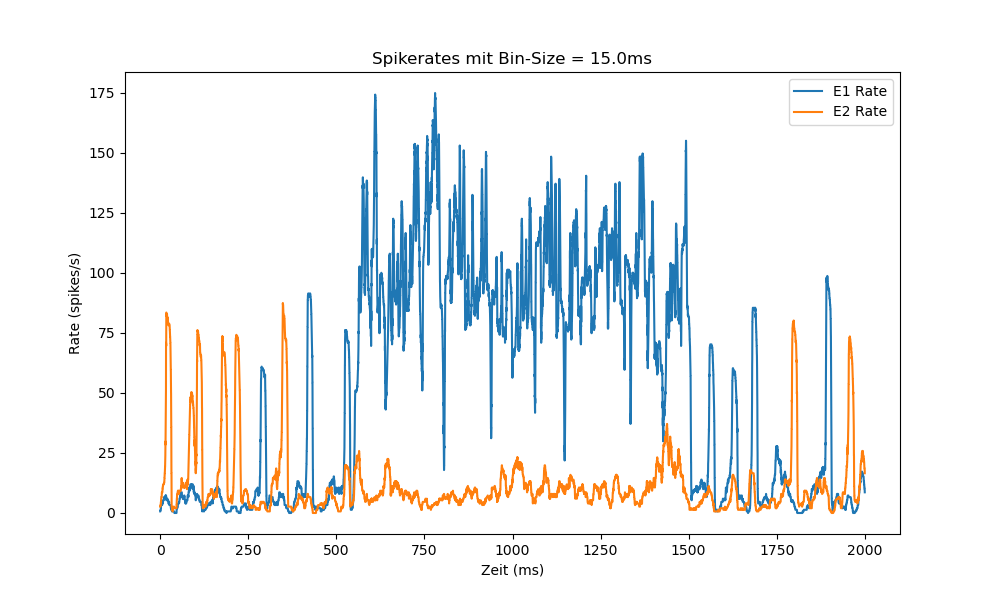 Spikerates mit Bin-Size = 15.0ms
E1 Rate
E2 Rate
Rate (spikes/s)
175
150
125
100
75
50
25
0
0 250 500 750 1000 1250 1500 1750 2000
Zeit (ms)